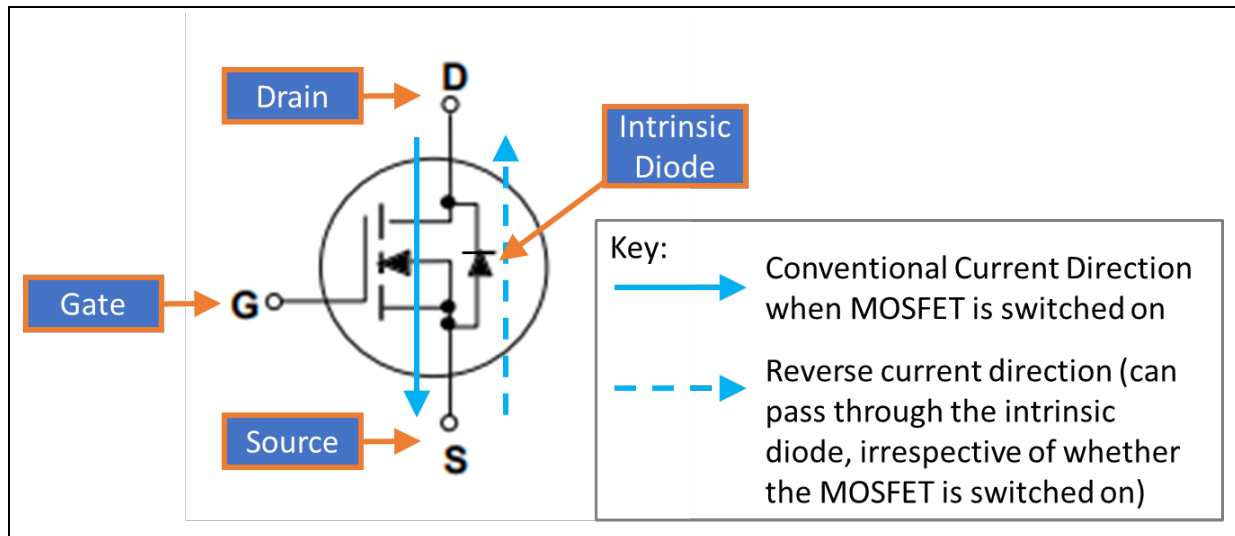 Drain
D
Intrinsic
Diode
Gate
G
Source
S
Key:
Conventional Current Direction
when MOSFET is switched on
Reverse current direction (can
pass through the intrinsic
diode, irrespective of whether
the MOSFET is switched on)